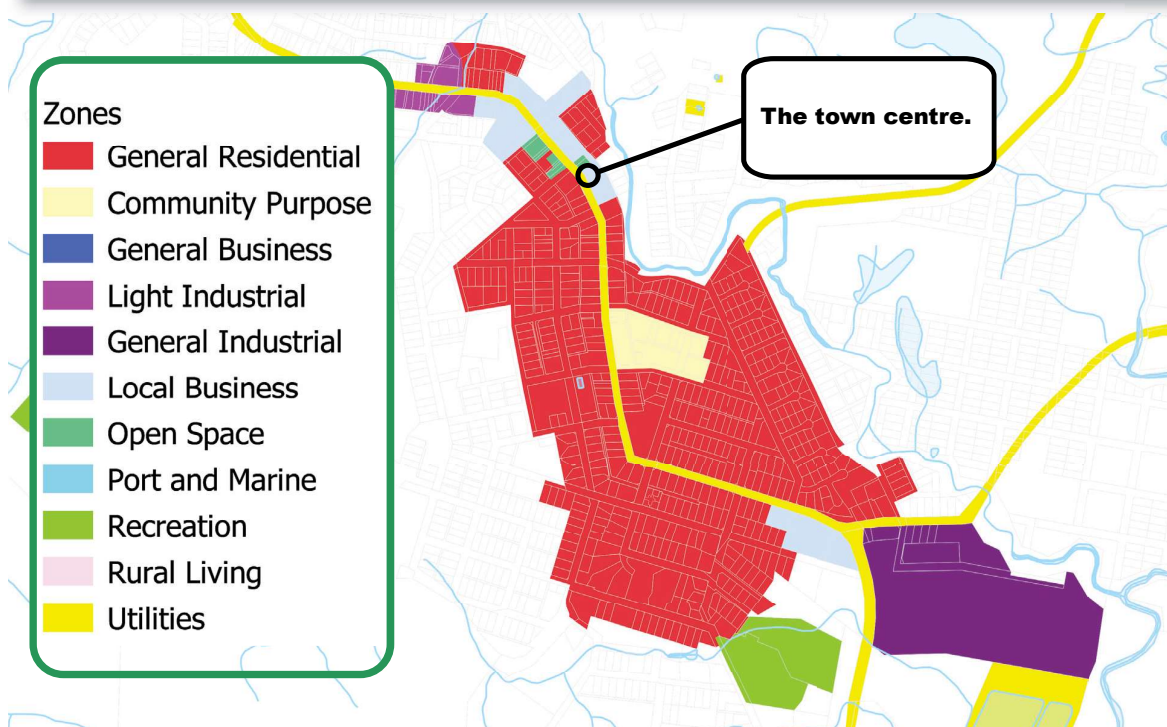 Zones
General Residential
Community Purpose
General Business
Light Industrial
General Industrial
Local Business
Open Space
Port and Marine
Recreation
Rural Living
Utilities
The town centre.